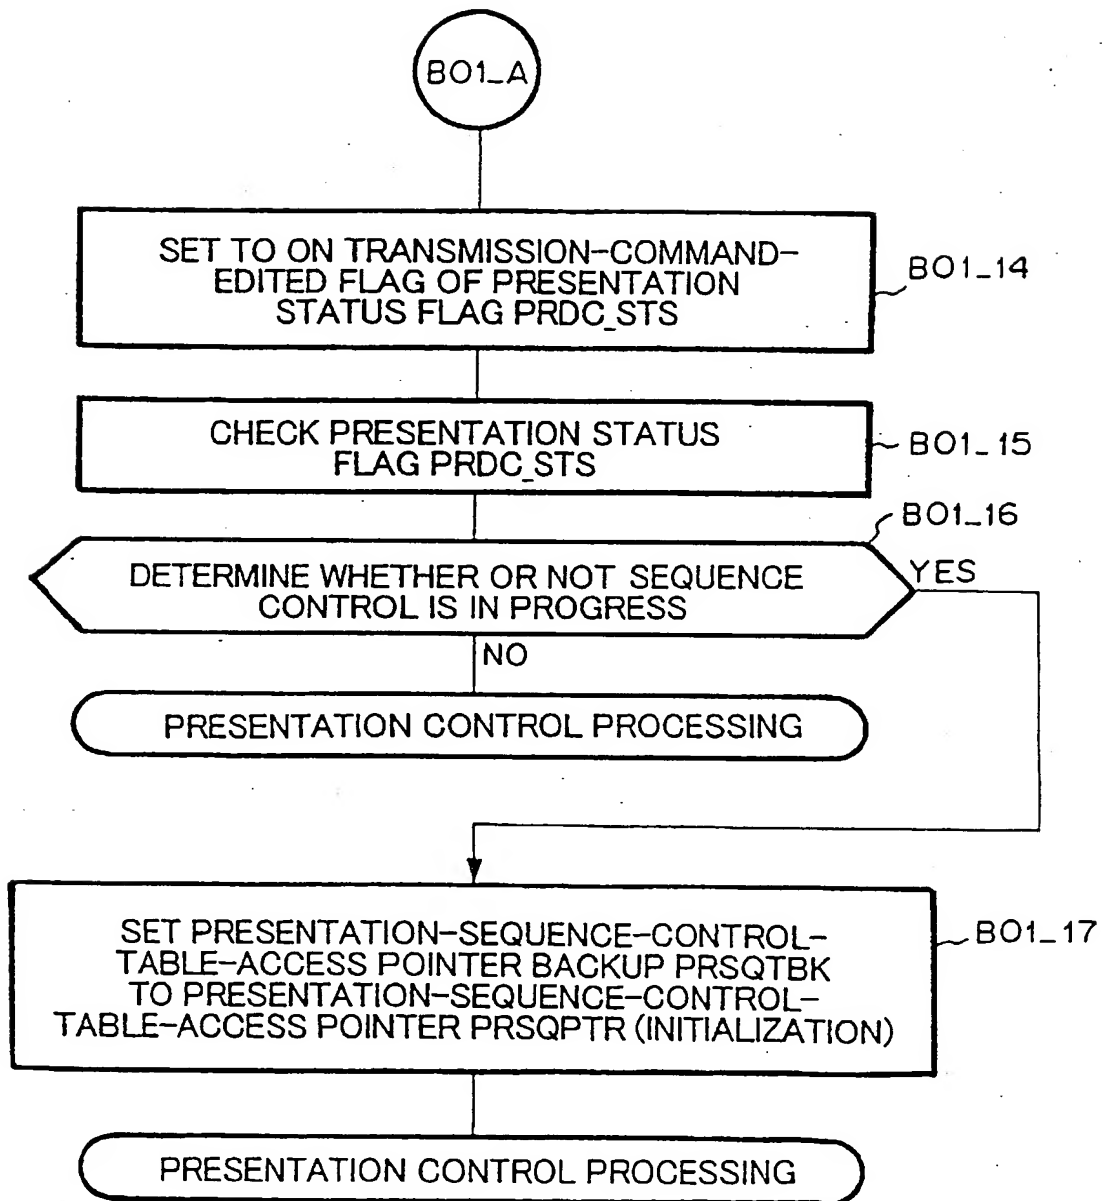 BO1_A
SET TO ON TRANSMISSION-COMMAND-
EDITED FLAG OF PRESENTATION
STATUS FLAG PRDC_STS
BO1_14
CHECK PRESENTATION STATUS
FLAG PRDC_STS
BO1_15
BO1_16
DETERMINE WHETHER OR NOT SEQUENCE
CONTROL IS IN PROGRESS
YES
NO
PRESENTATION CONTROL PROCESSING
SET PRESENTATION-SEQUENCE-CONTROL-
TABLE-ACCESS POINTER BACKUP PRSQTBK
TO PRESENTATION-SEQUENCE-CONTROL-
TABLE-ACCESS POINTER PRSQPTR (INITIALIZATION)
BO1_17
PRESENTATION CONTROL PROCESSING